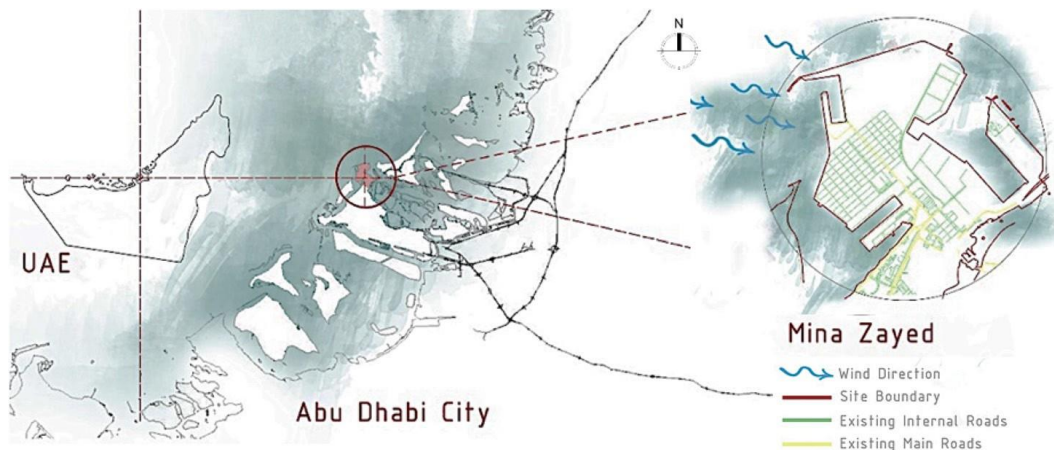 N
UAE
Abu Dhabi City
Mina Zayed
Wind Direction
Site Boundary
Existing Internal Roads
Existing Main Roads